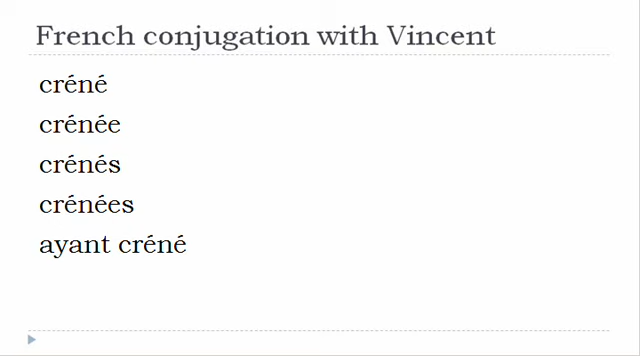 French conjugation with Vincent
créné
crénée
crénés
crénées
ayant créné